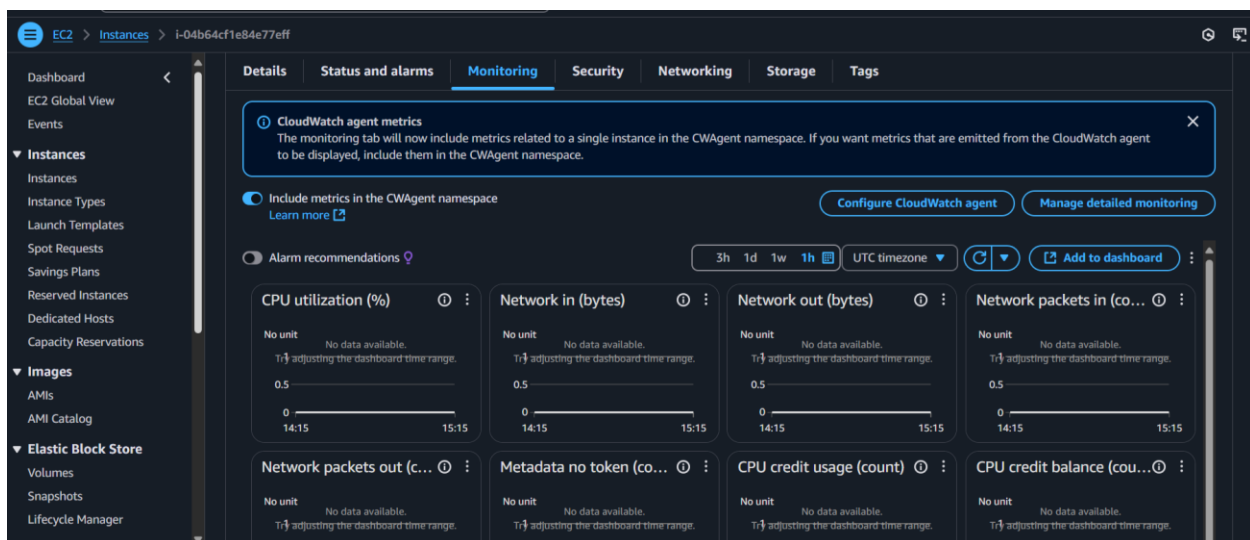 EC2 > Instances > i-04b64cf1e84e77eff
Dashboard
EC2 Global View
Events
Instances
Instances
Instance Types
Launch Templates
Spot Requests
Savings Plans
Reserved Instances
Dedicated Hosts
Capacity Reservations
Images
AMIs
AMI Catalog
Elastic Block Store
Volumes
Snapshots
Lifecycle Manager
Details Status and alarms Monitoring Security Networking Storage Tags
CloudWatch agent metrics
The monitoring tab will now include metrics related to a single instance in the CWAgent namespace. If you want metrics that are emitted from the CloudWatch agent
to be displayed, include them in the CWAgent namespace.
Include metrics in the CWAgent namespace
Learn more
Configure CloudWatch agent Manage detailed monitoring
Alarm recommendations
3h 1d 1w 1h UTC timezone Add to dashboard
CPU utilization (%)
No unit
No data available.
Try adjusting the dashboard time range.
1
0.5
0
14:15 15:15
Network in (bytes)
No unit
No data available.
Try adjusting the dashboard time range.
1
0.5
0
14:15 15:15
Network out (bytes)
No unit
No data available.
Try adjusting the dashboard time range.
1
0.5
0
14:15 15:15
Network packets in (co...
No unit
No data available.
Try adjusting the dashboard time range.
1
0.5
0
14:15 15:15
Network packets out (c...
No unit
No data available.
Try adjusting the dashboard time range.
1
Metadata no token (co...
No unit
No data available.
Try adjusting the dashboard time range.
1
CPU credit usage (count)
No unit
No data available.
Try adjusting the dashboard time range.
1
CPU credit balance (cou...
No unit
No data available.
Try adjusting the dashboard time range.
1